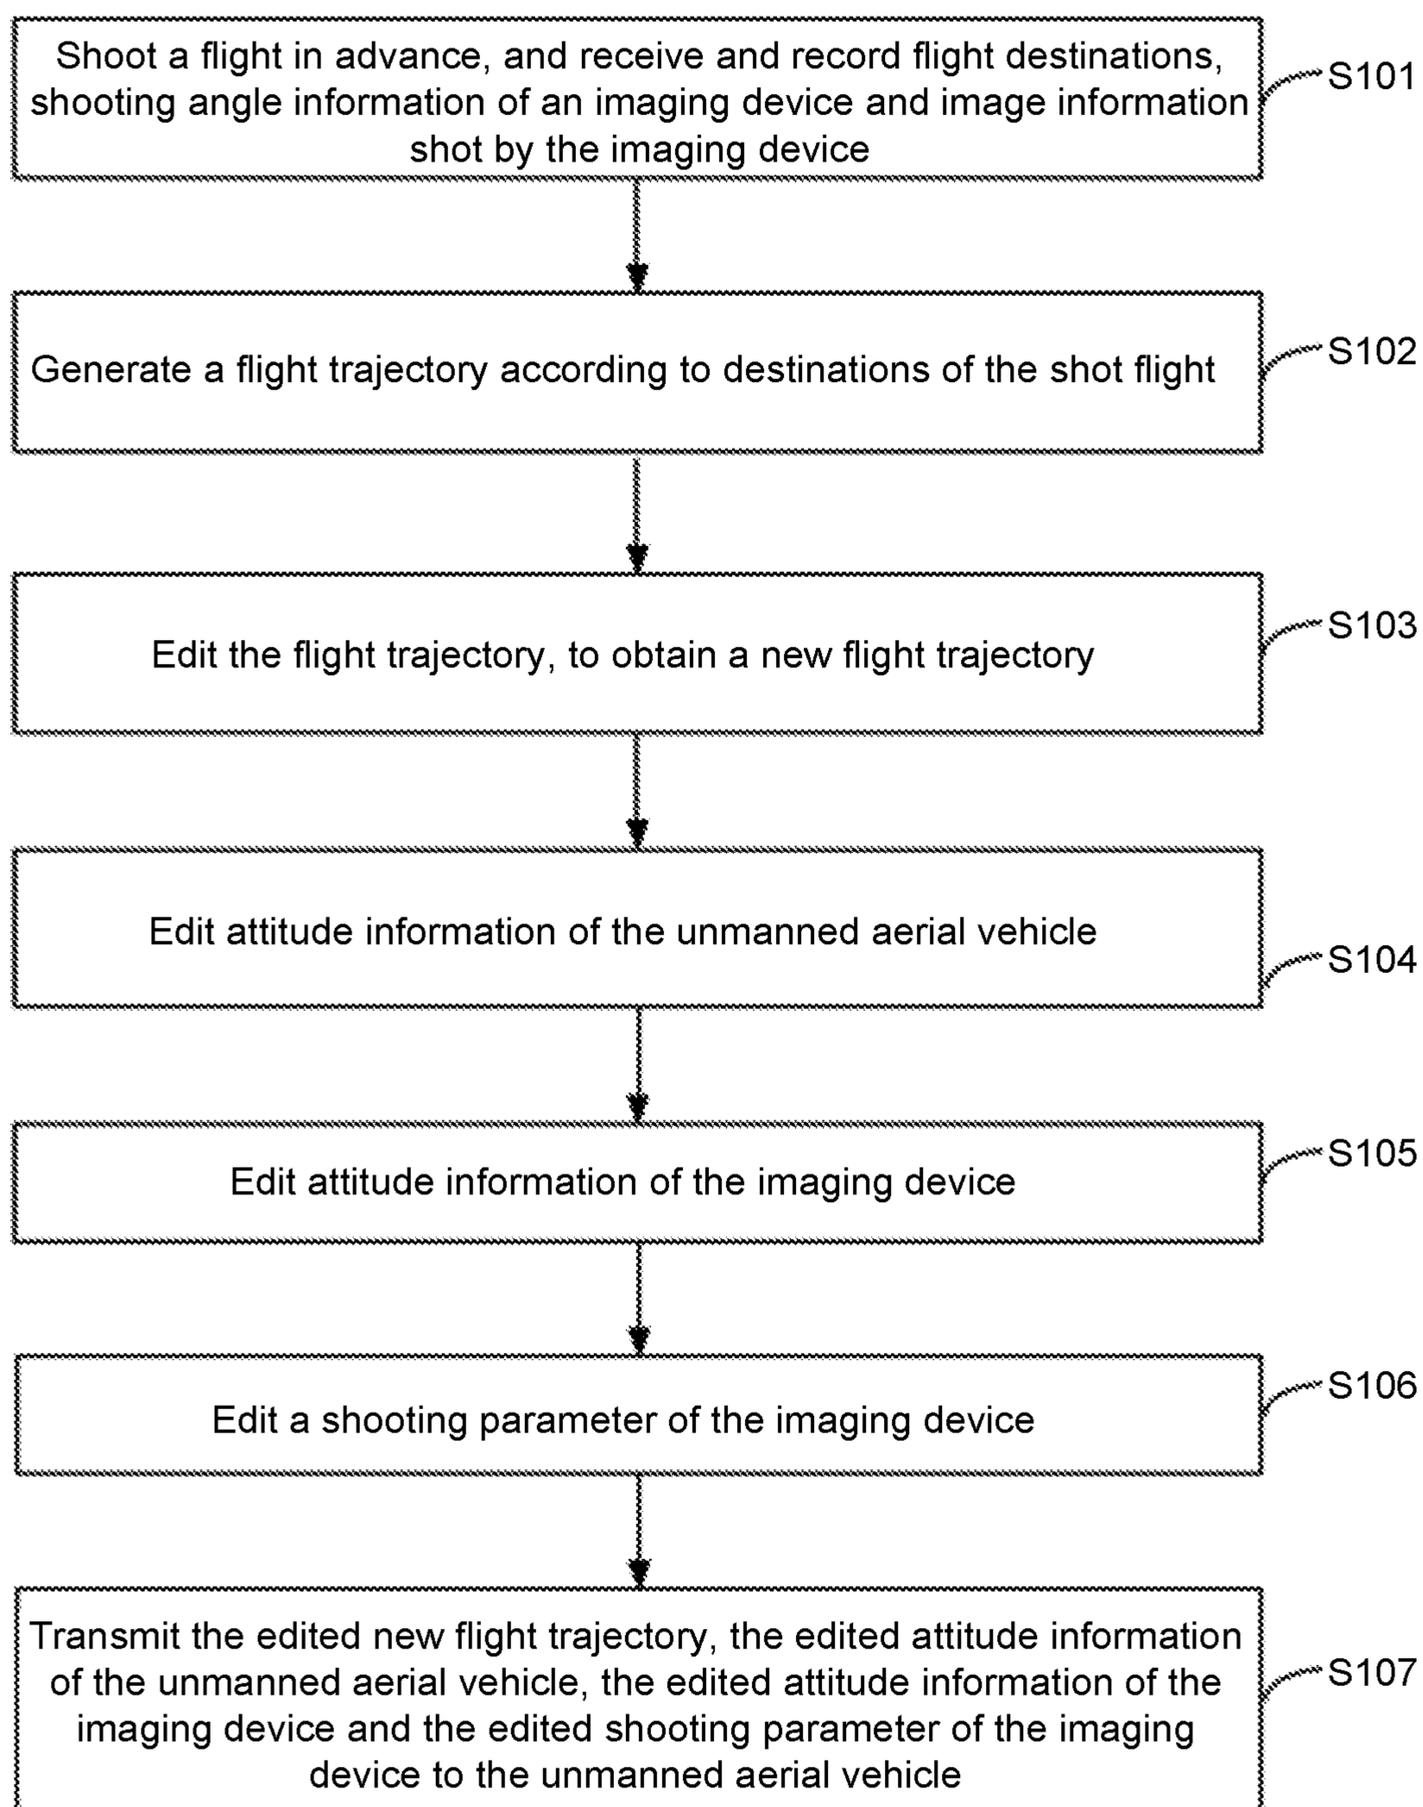 Shoot a flight in advance, and receive and record flight destinations,
shooting angle information of an imaging device and image information
shot by the imaging device
S101
Generate a flight trajectory according to destinations of the shot flight
S102
Edit the flight trajectory, to obtain a new flight trajectory
S103
Edit attitude information of the unmanned aerial vehicle
S104
Edit attitude information of the imaging device
S105
Edit a shooting parameter of the imaging device
S106
Transmit the edited new flight trajectory, the edited attitude information
of the unmanned aerial vehicle, the edited attitude information of the
imaging device and the edited shooting parameter of the imaging
device to the unmanned aerial vehicle
S107